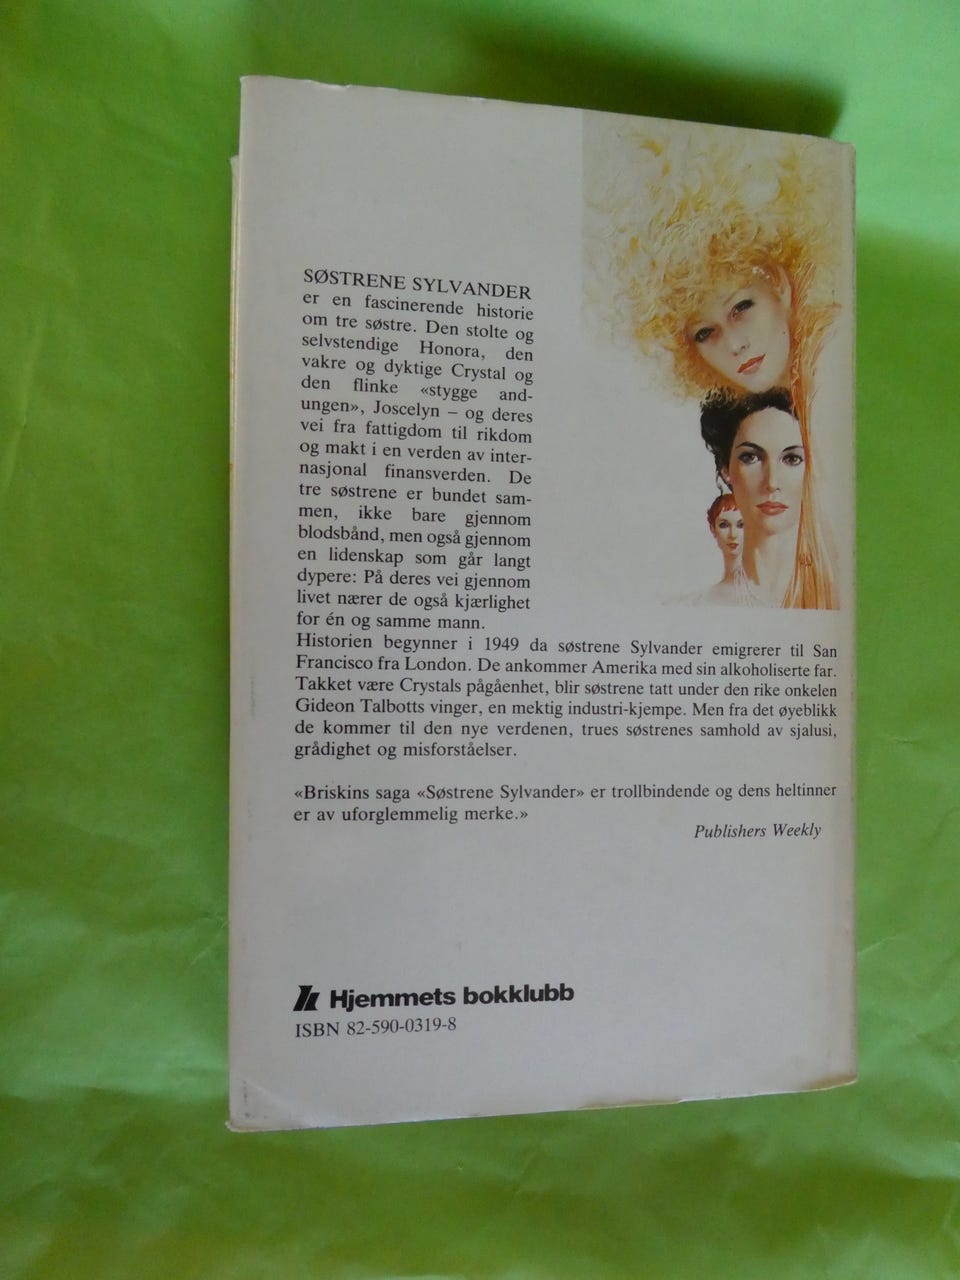 SØSTRENE SYLVANDER
er en fascinerende historie
om tre søstre. Den stolte og
selvstendige Honora, den
vakre og dyktige Crystal og
den flinke «stygge and-
ungen», Joscelyn – og deres
vei fra fattigdom til rikdom
og makt i en verden av inter-
nasjonal finansverden. De
tre søstrene er bundet sam-
men, ikke bare gjennom
blodsbånd, men også gjennom
en lidenskap som går langt
dypere: På deres vei gjennom
livet nærer de også kjærlighet
for én og samme mann.
Historien begynner i 1949 da søstrene Sylvander emigrerer til San
Francisco fra London. De ankommer Amerika med sin alkoholiserte far.
Takket være Crystals pågåenhet, blir søstrene tatt under den rike onkelen
Gideon Talbotts vinger, en mektig industri-kjempe. Men fra det øyeblikk
de kommer til den nye verdenen, trues søstrenes samhold av sjalusi,
grådighet og misforståelser.
«Briskins saga «Søstrene Sylvander» er trollbindende og dens heltinner
er av uforglemmelig merke.»
Publishers Weekly
Hjemmets bokklubb
ISBN 82-590-0319-8